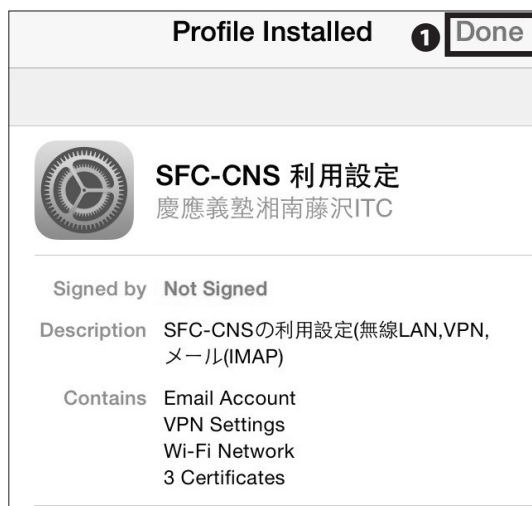 Profile Installed ❶ Done
SFC-CNS 利用設定
慶應義塾湘南藤沢ITC
Signed by Not Signed
Description SFC-CNSの利用設定(無線LAN,VPN,
メール(IMAP)
Contains Email Account
VPN Settings
Wi-Fi Network
3 Certificates